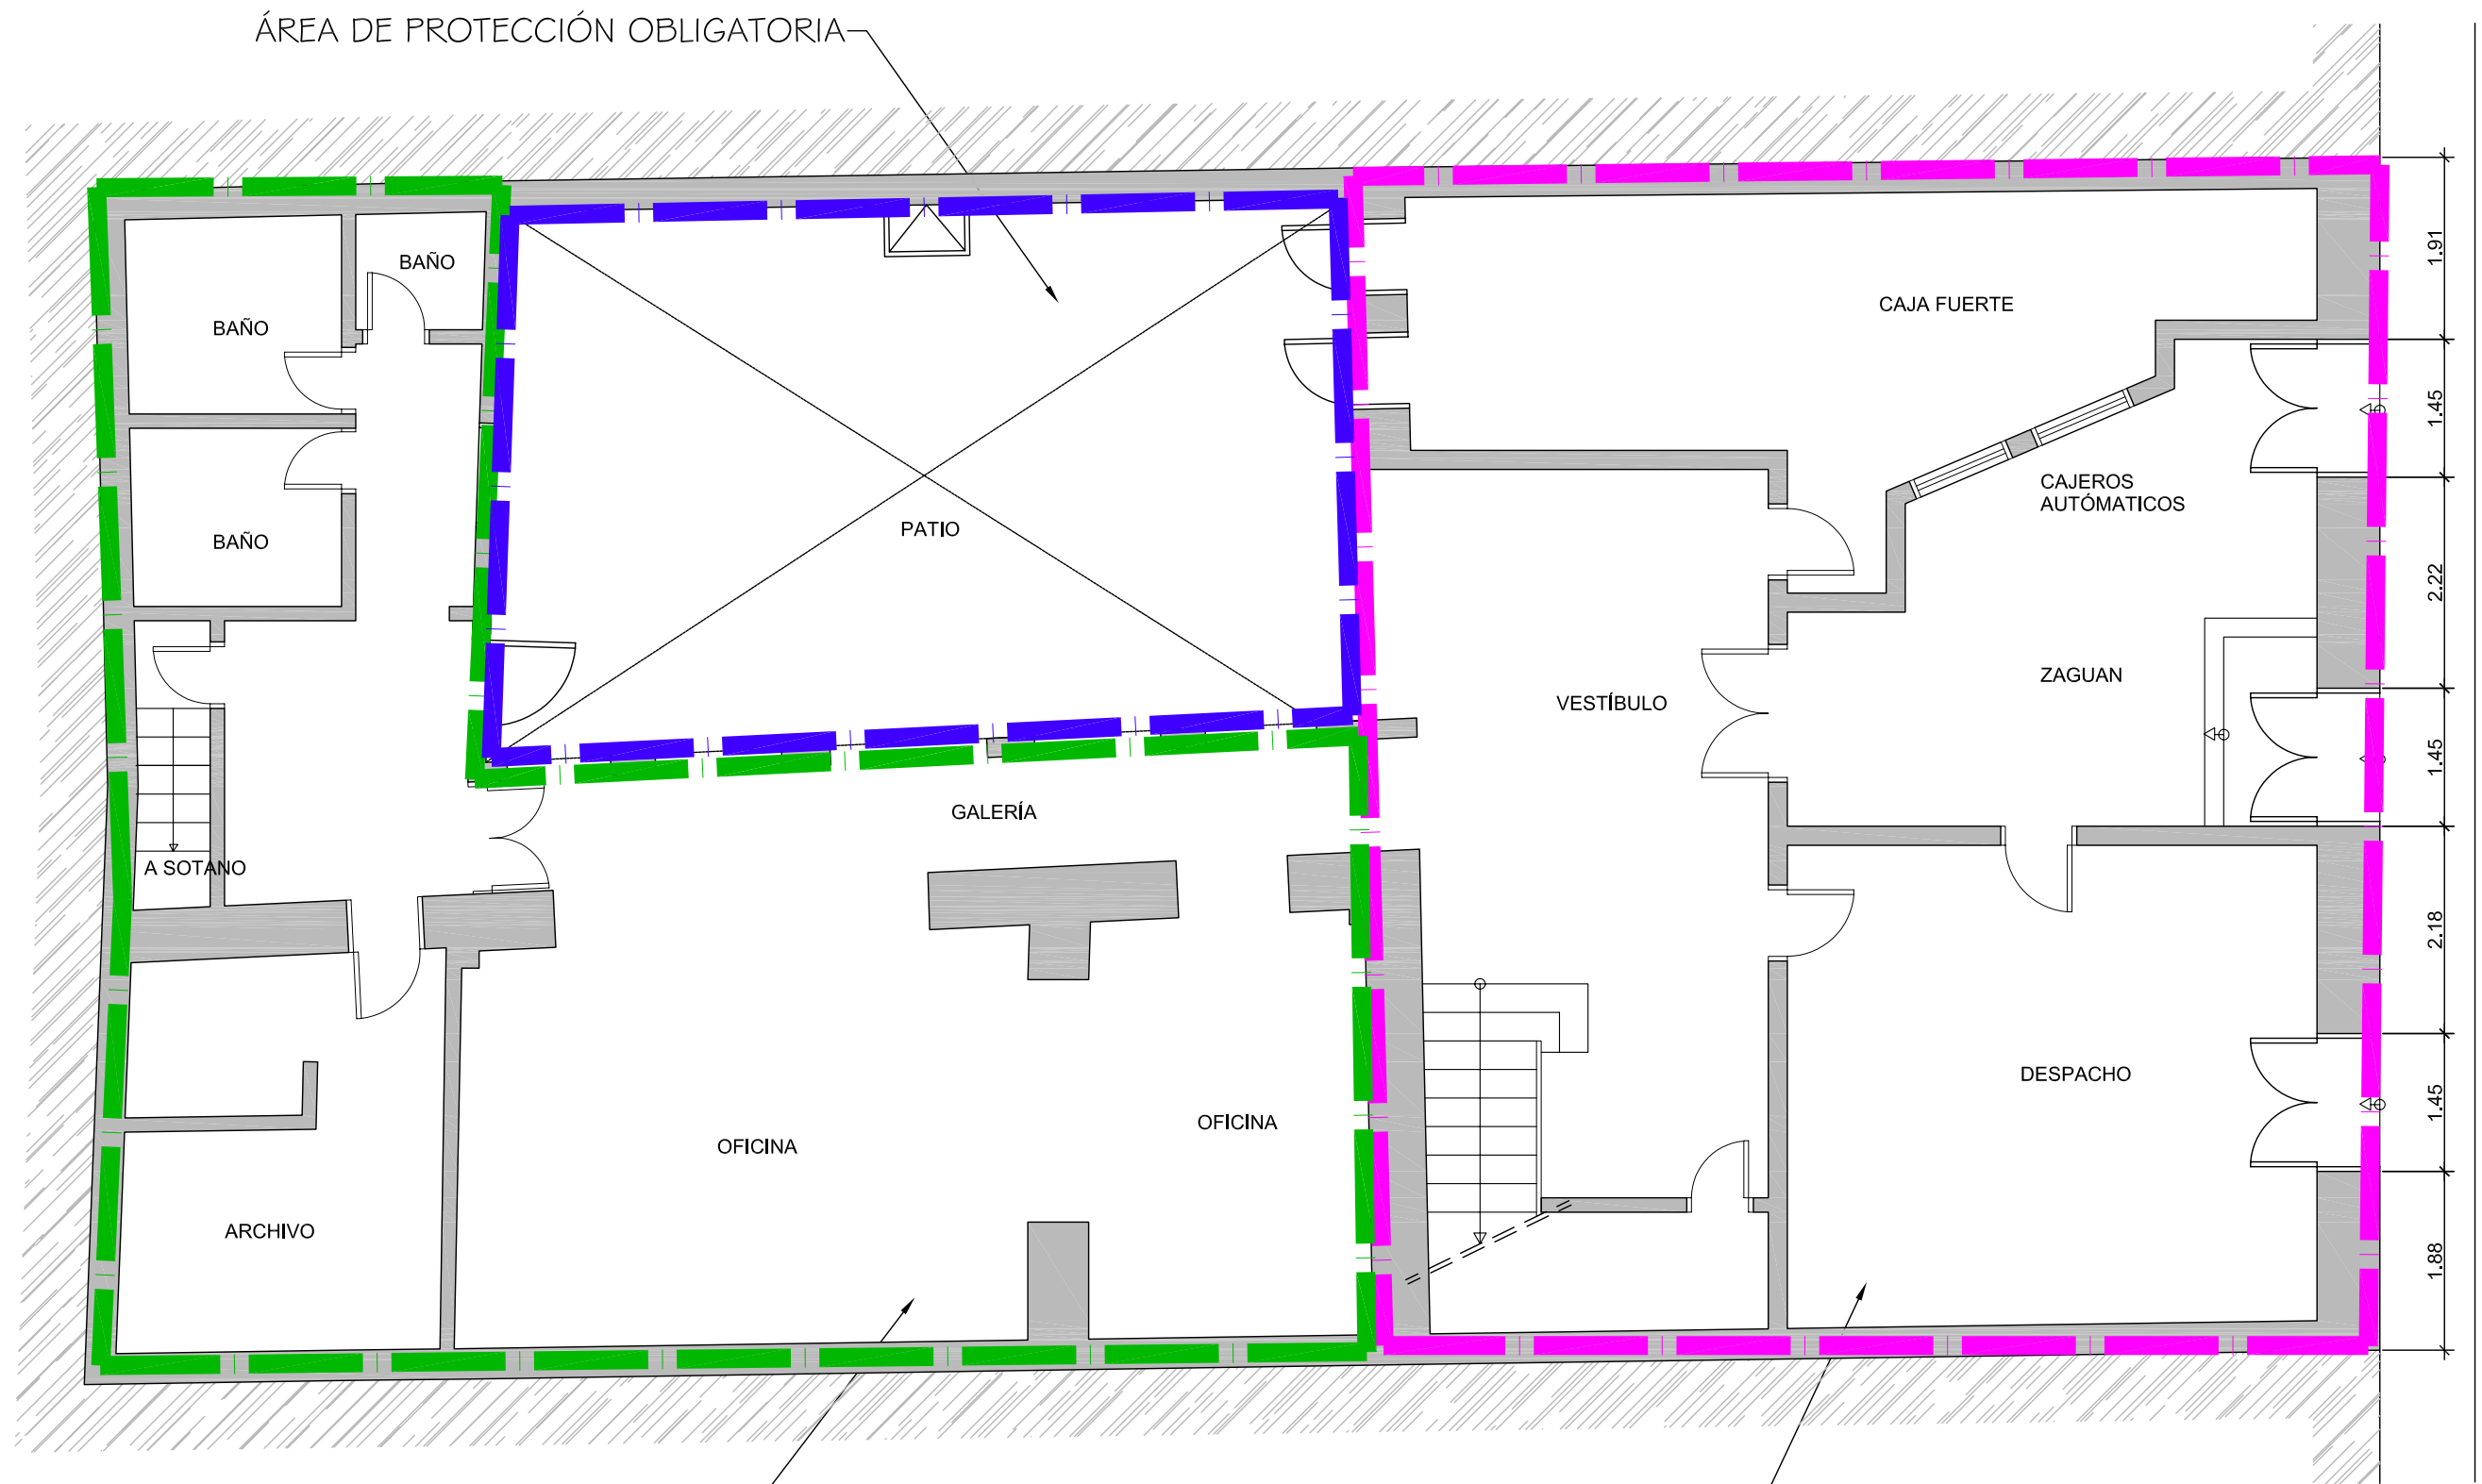 ÁREA DE PROTECCIÓN OBLIGATORIA
BAÑO
BAÑO
BAÑO
PATIO
CAJA FUERTE
CAJEROS
AUTÓMATICOS
ZAGUAN
VESTÍBULO
GALERÍA
A SOTANO
DESPACHO
OFICINA
OFICINA
ARCHIVO
1.91
1.45
2.22
1.45
2.18
1.45
1.88